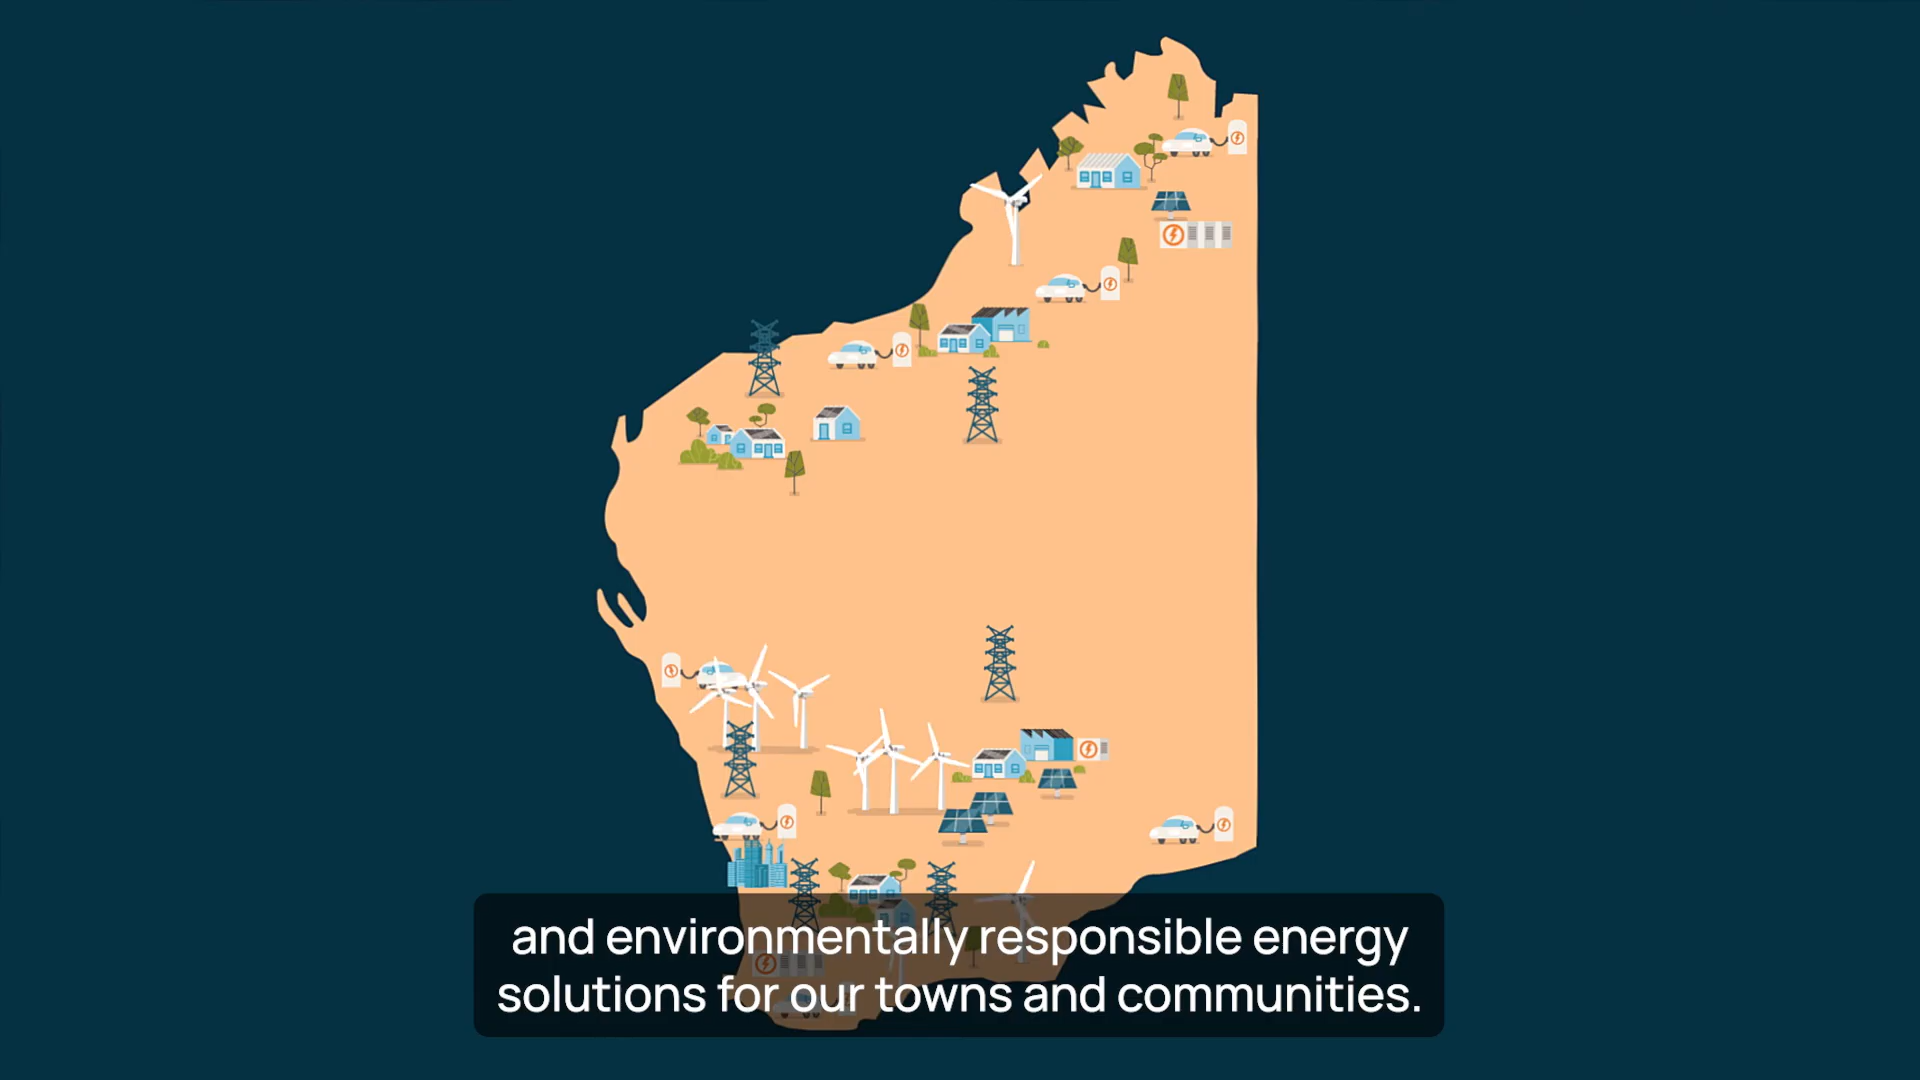 and environmentally responsible energy
solutions for our towns and communities.